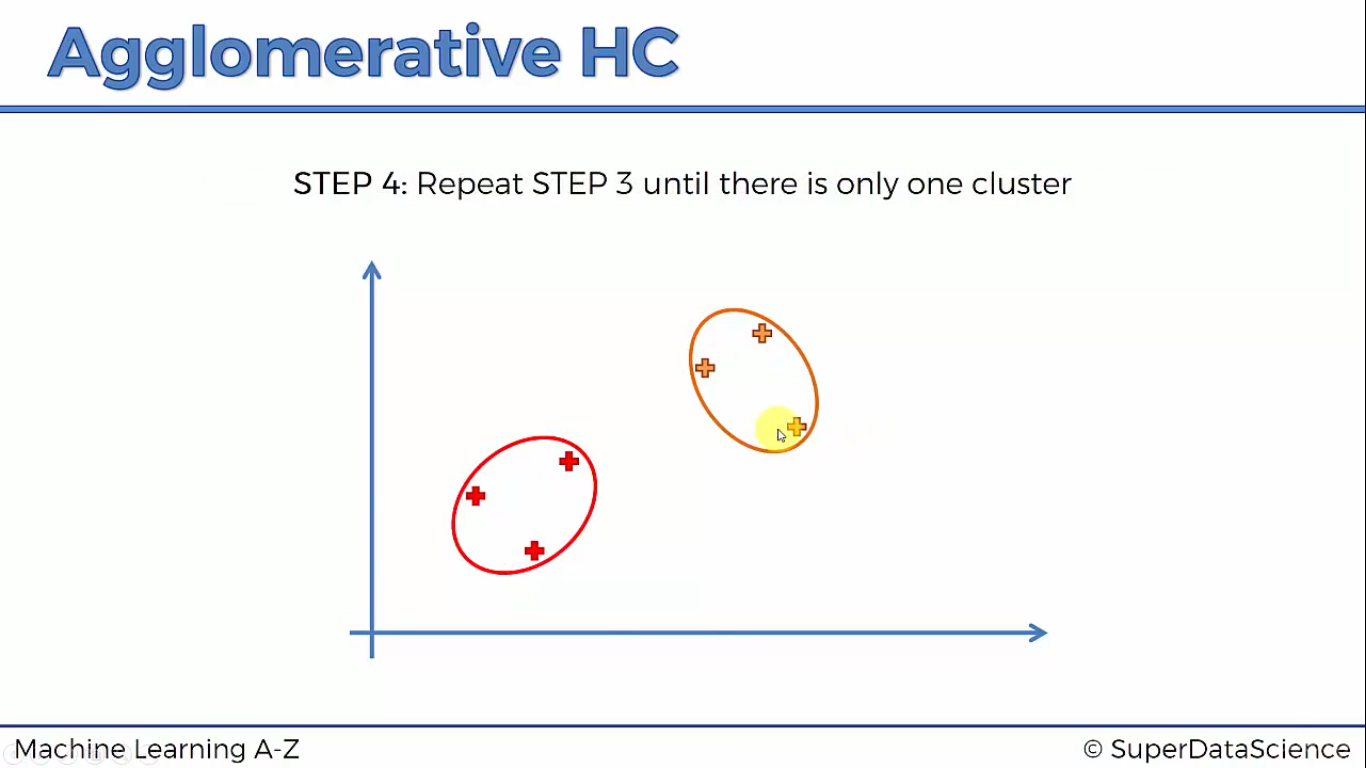 Agglomerative HC
STEP 4: Repeat STEP 3 until there is only one cluster
Machine Learning A-Z
© SuperDataScience